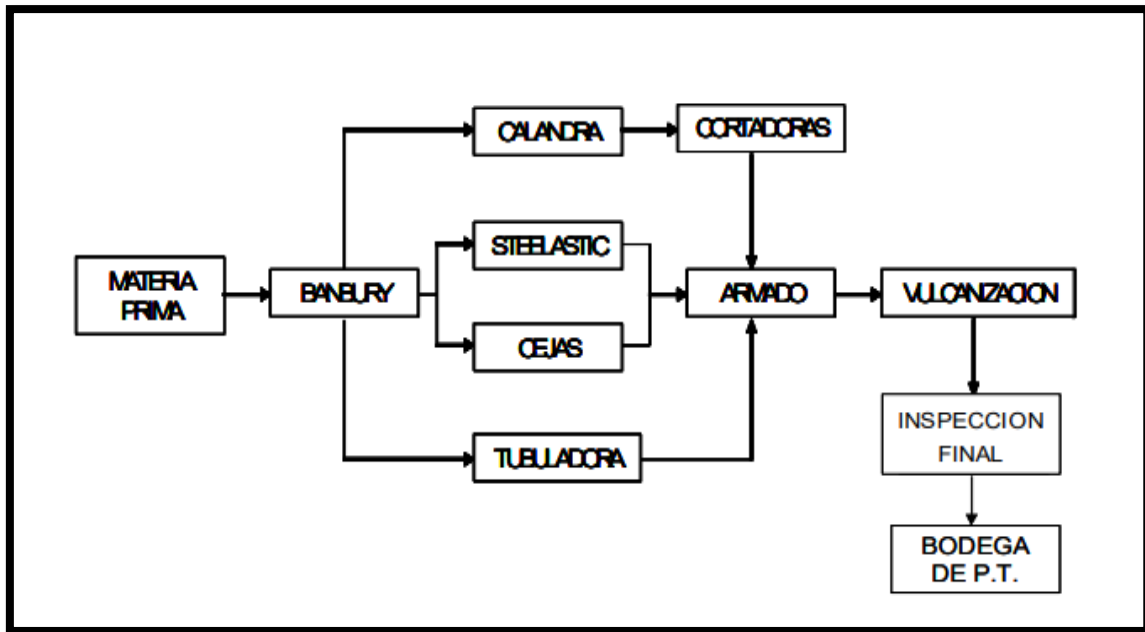 CALANDRA
CORTADORAS
STEELASTIC
MATERIA
PRIMA
BANBURY
ARMADO
VULCANIZACION
CEJAS
INSPECCION
FINAL
TUBULADORA
BODEGA
DE P.T.